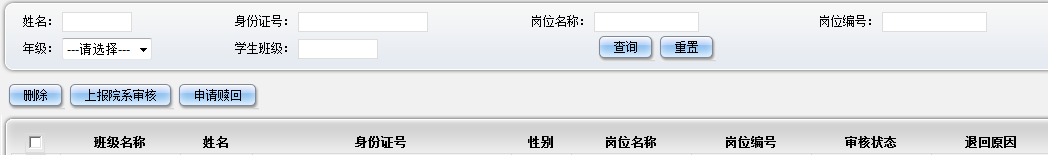 姓名： 身份证号： 岗位名称： 岗位编号：
年级： ---请选择--- 学生班级： 查询 重置
删除 上报院系审核 申请赎回
班级名称 姓名 身份证号 性别 岗位名称 岗位编号 审核状态 退回原因